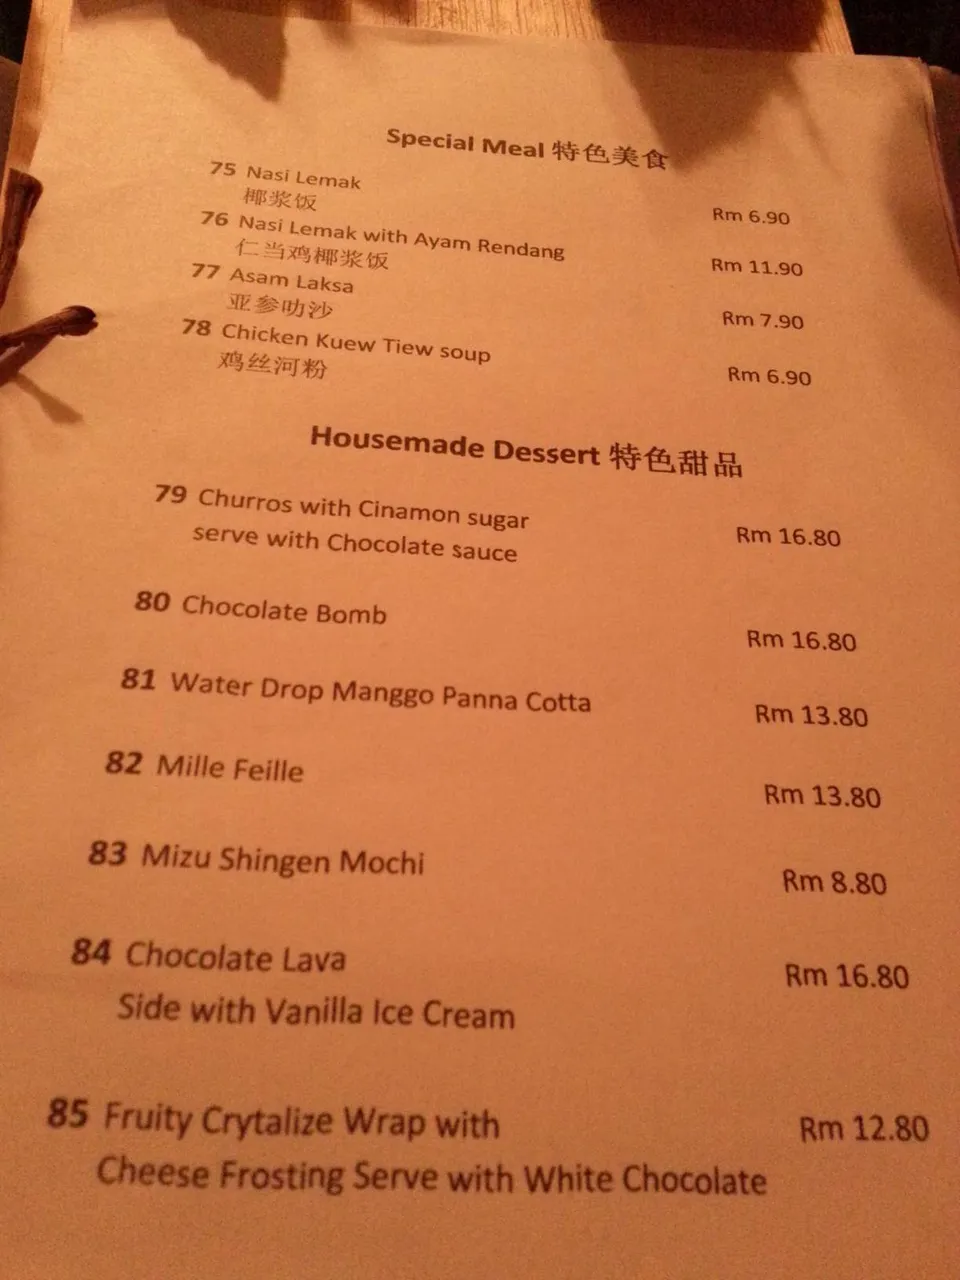 Special Meal 特色美食
75 Nasi Lemak Rm 6.90
椰浆饭
76 Nasi Lemak with Ayam Rendang Rm 11.90
仁当鸡椰浆饭
77 Asam Laksa Rm 7.90
亚参叻沙
78 Chicken Kuew Tiew soup Rm 6.90
鸡丝河粉
Housemade Dessert 特色甜品
79 Churros with Cinamon sugar Rm 16.80
serve with Chocolate sauce
80 Chocolate Bomb Rm 16.80
81 Water Drop Manggo Panna Cotta Rm 13.80
82 Mille Feille Rm 13.80
83 Mizu Shingen Mochi Rm 8.80
84 Chocolate Lava Rm 16.80
Side with Vanilla Ice Cream
85 Fruity Crytalize Wrap with Rm 12.80
Cheese Frosting Serve with White Chocolate